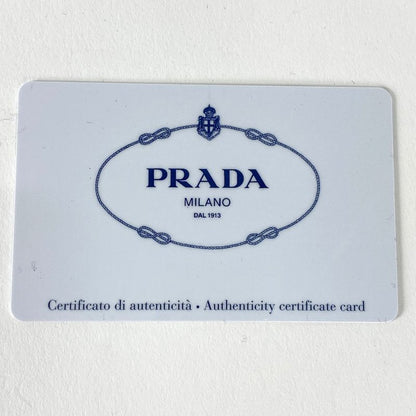 PRADA
MILANO
DAL 1913
Certificato di autenticità • Authenticity certificate card